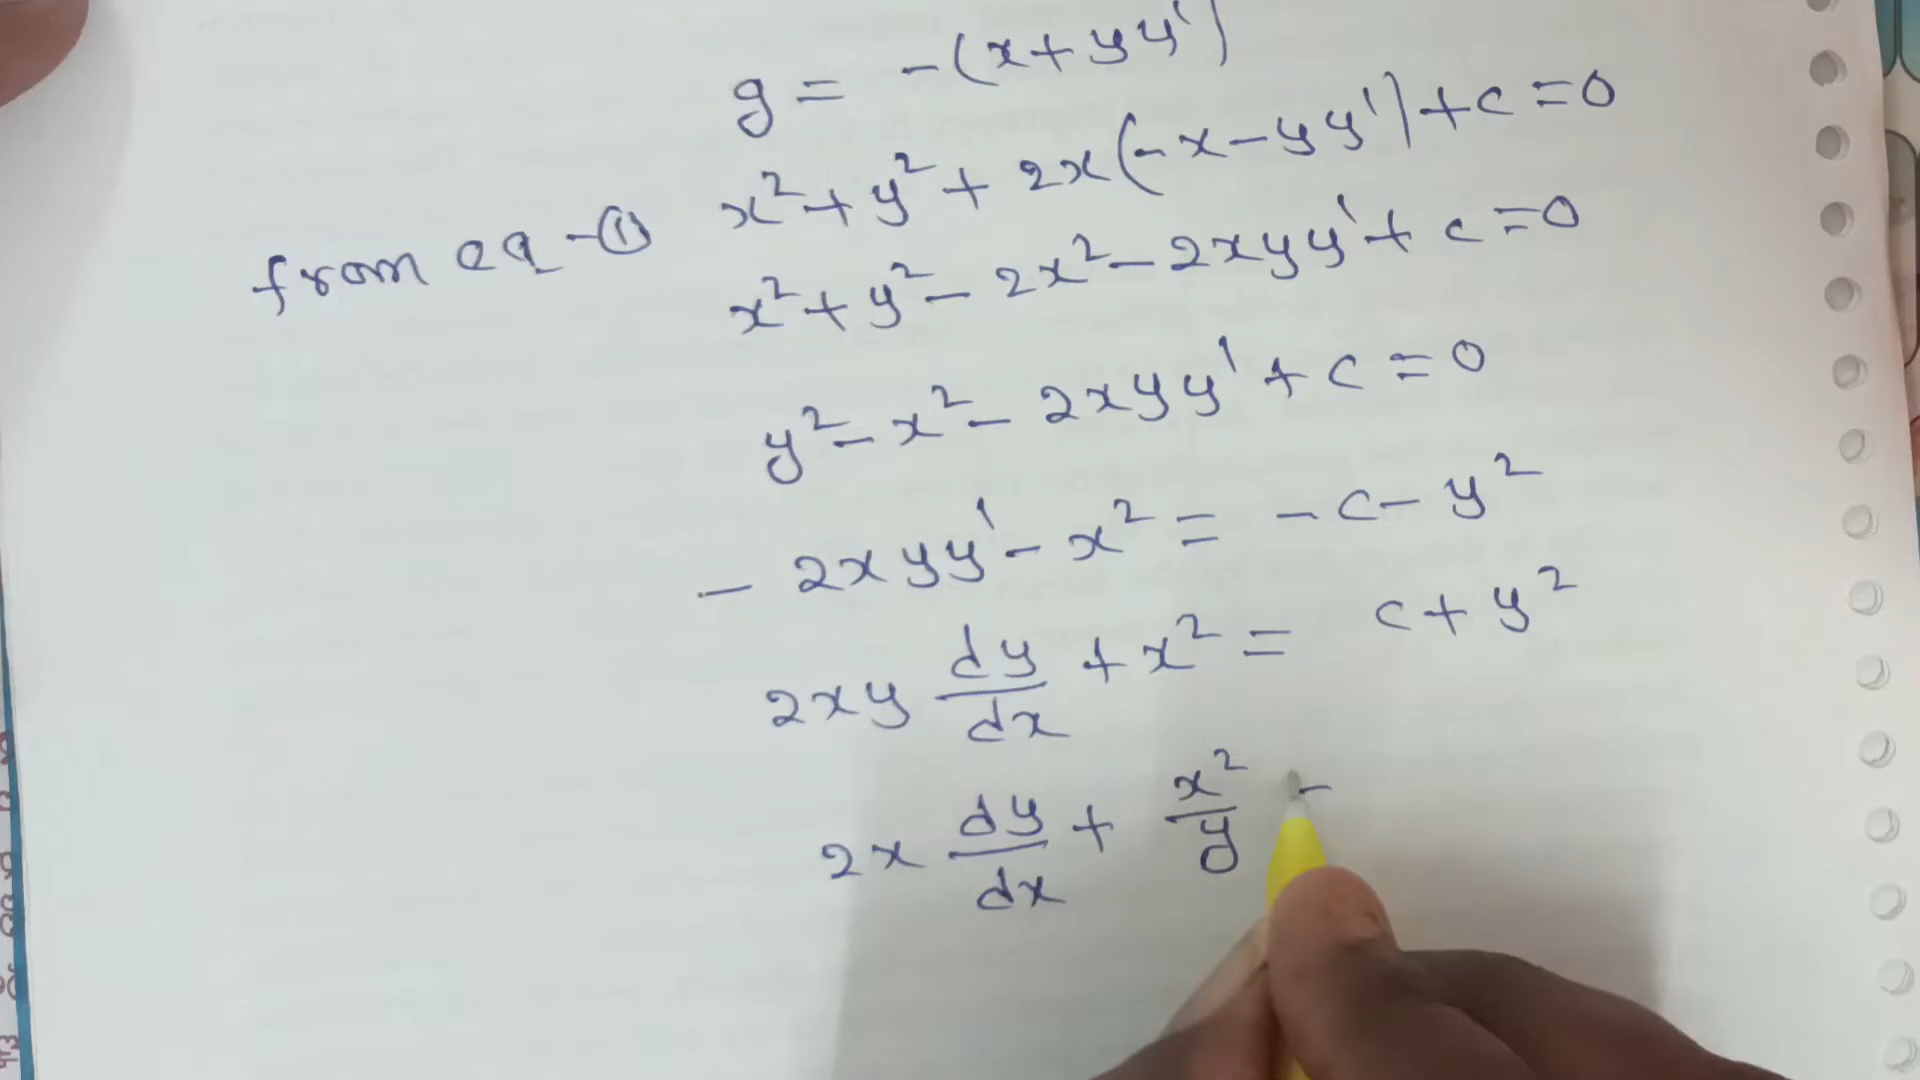 g = -(x+yy')
from eq-① x²+y²+2x(-x-yy')+c=0
x²+y²-2x²-2xyy'+c=0
y²-x²-2xyy'+c=0
-2xyy'-x²=-c-y²
2xy dy/dx +x²= c+y²
2x dy/dx + x²/y -